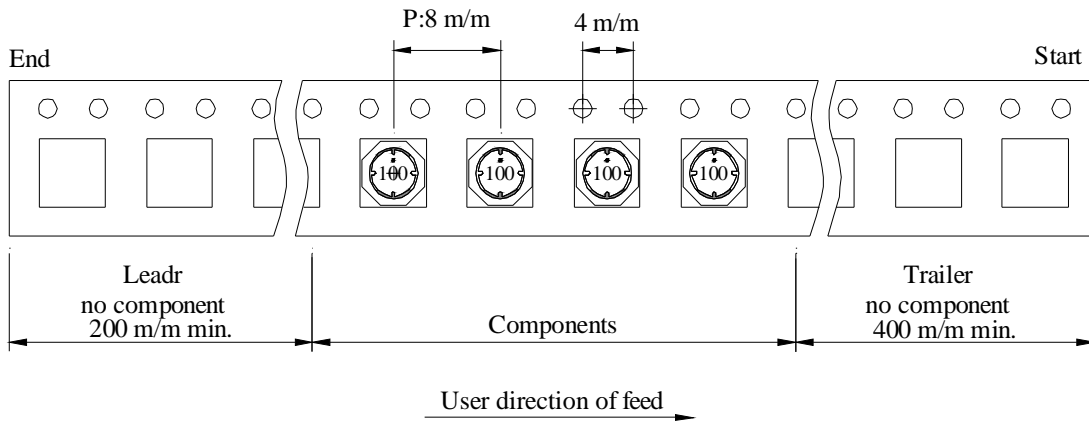 P:8 m/m
4 m/m
End
Start
100
100
100
100
Leadr
no component
200 m/m min.
Components
Trailer
no component
400 m/m min.
User direction of feed